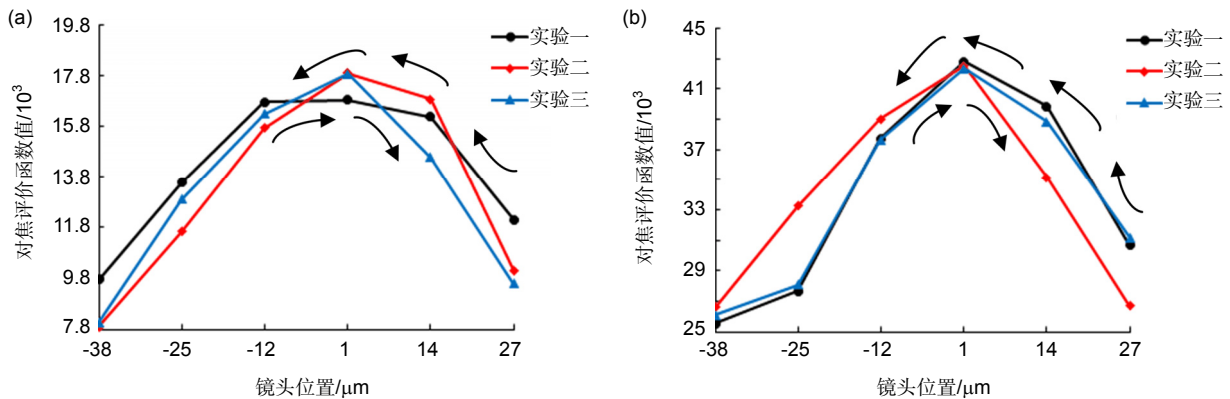 (a)
对焦评价函数值/10³
19.8
17.8
15.8
13.8
11.8
9.8
7.8
-38
-25
-12
1
14
27
镜头位置/μm
实验一
实验二
实验三
(b)
对焦评价函数值/10³
45
41
37
33
29
25
-38
-25
-12
1
14
27
镜头位置/μm
实验一
实验二
实验三